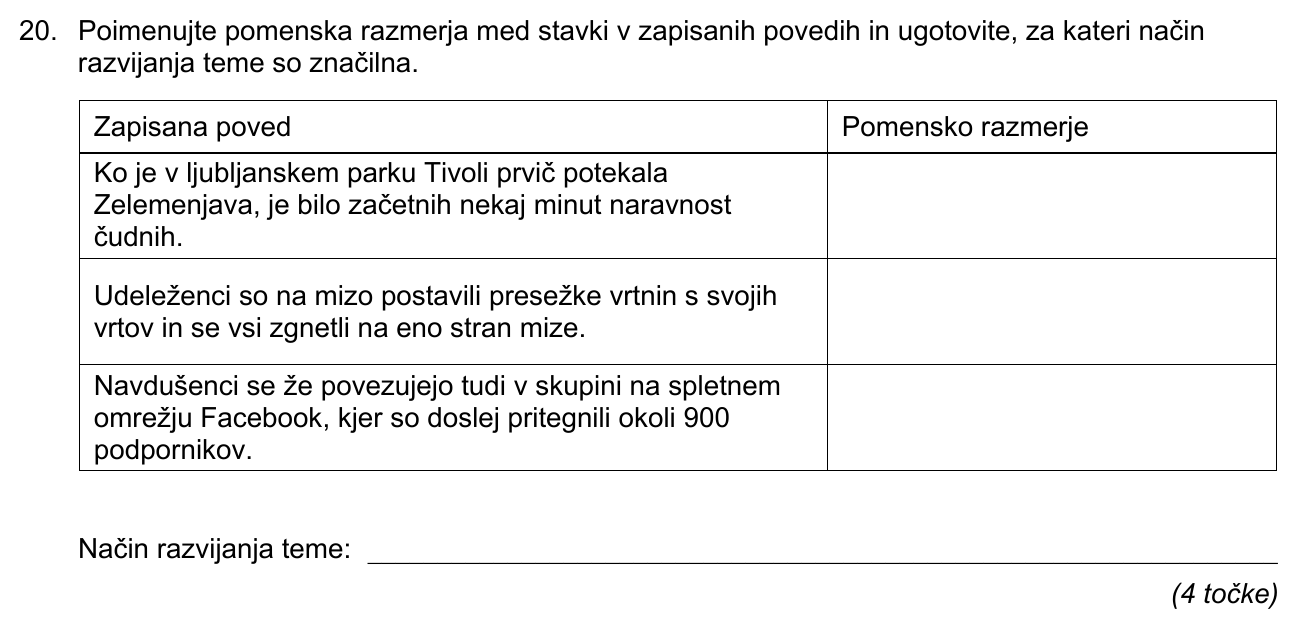 20. Poimenujte pomenska razmerja med stavki v zapisanih povedih in ugotovite, za kateri način
razvijanja teme so značilna.
Zapisana poved
Pomensko razmerje
Ko je v ljubljanskem parku Tivoli prvič potekala
Zelemenjava, je bilo začetnih nekaj minut naravnost
čudnih.
Udeleženci so na mizo postavili presežke vrtnin s svojih
vrtov in se vsi zgnetli na eno stran mize.
Navdušenci se že povezujejo tudi v skupini na spletnem
omrežju Facebook, kjer so doslej pritegnili okoli 900
podpornikov.
Način razvijanja teme:
(4 točke)